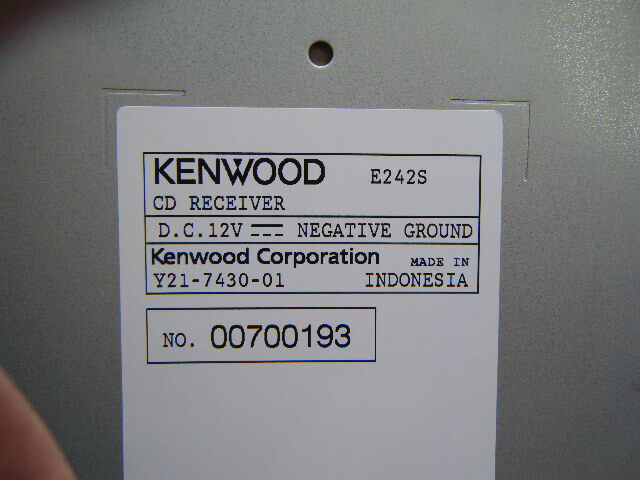 KENWOOD E242S
CD RECEIVER
D.C.12V NEGATIVE GROUND
Kenwood Corporation MADE IN
Y21-7430-01 INDONESIA
NO. 00700193